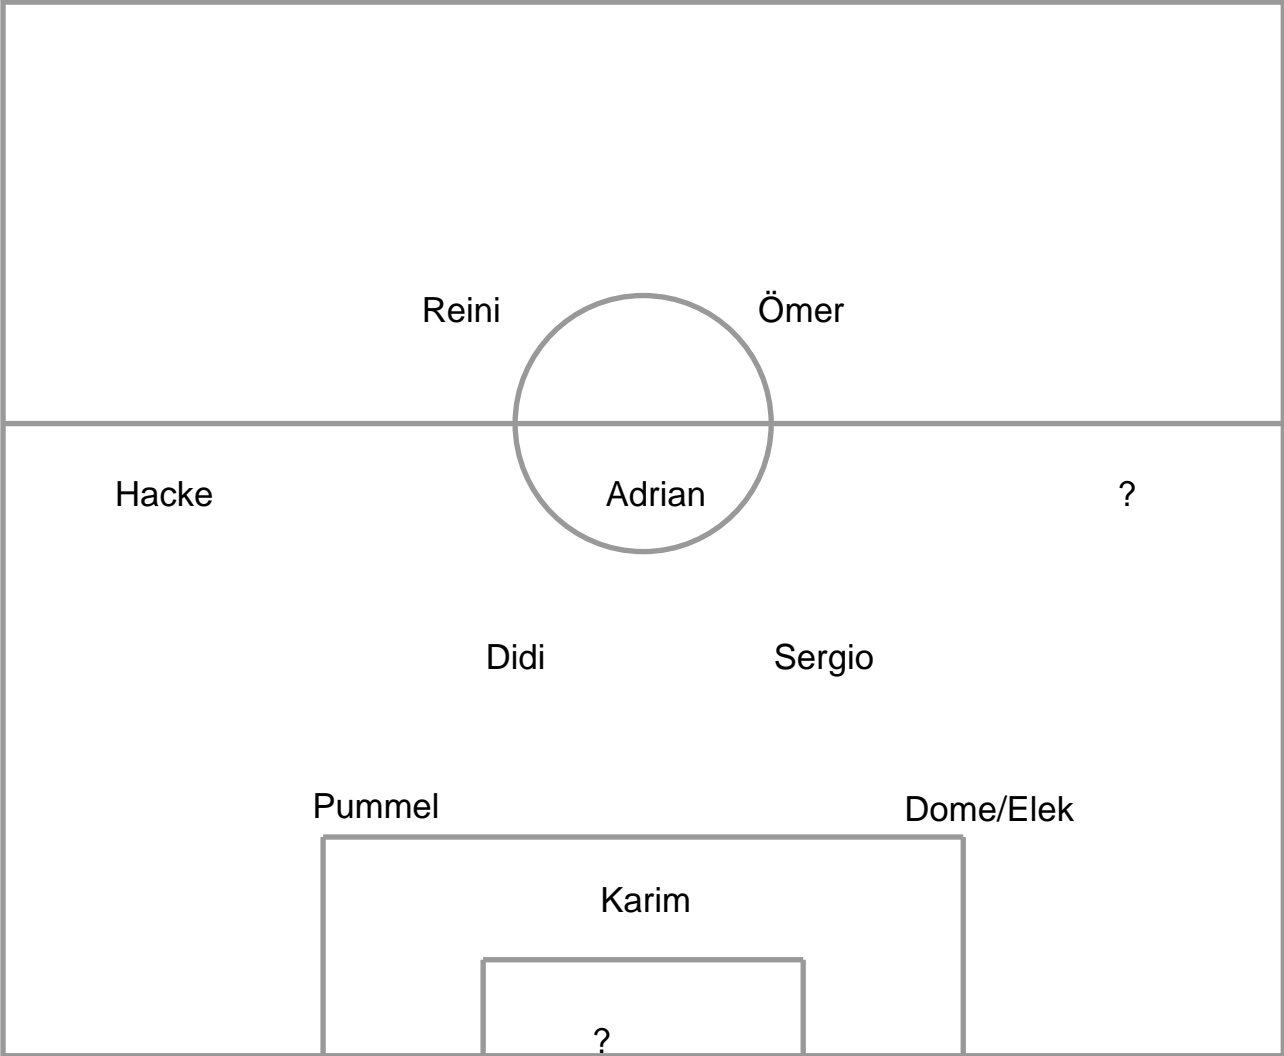 Reini Ömer
Hacke Adrian ?
Didi Sergio
Pummel Dome/Elek
Karim
?